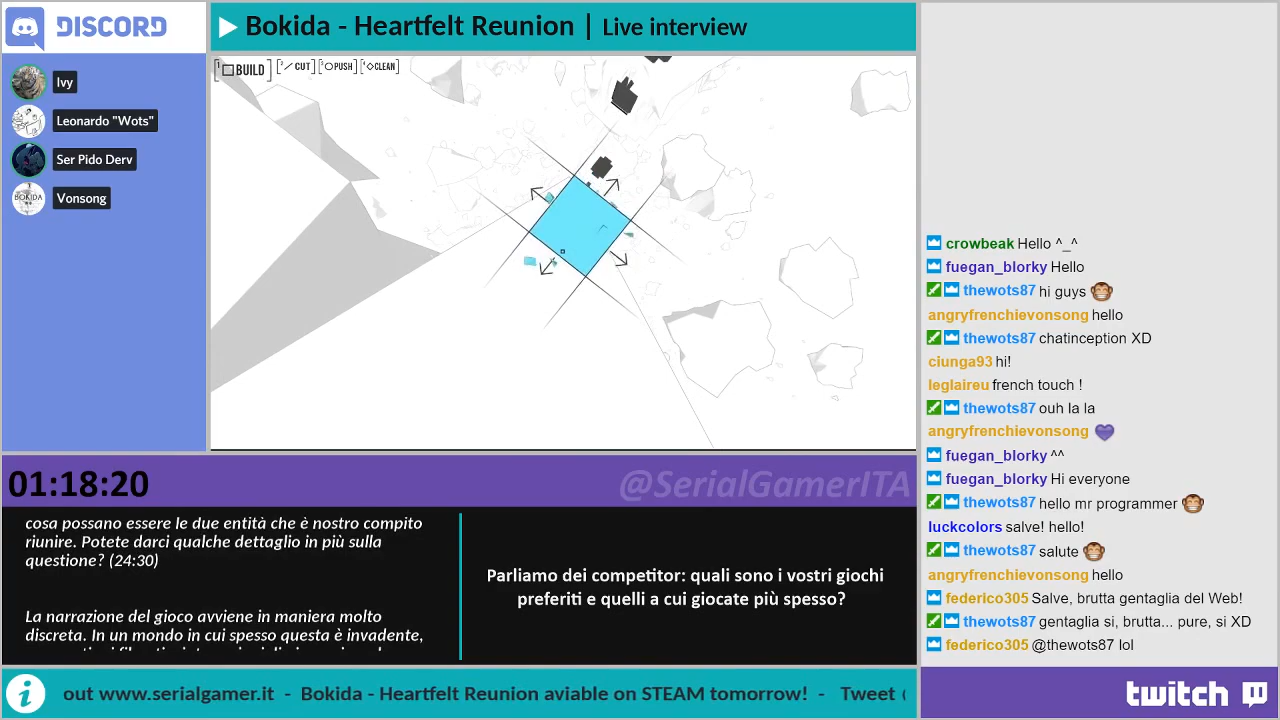 DISCORD
Bokida - Heartfelt Reunion | Live interview
Ivy
Leonardo "Wots"
Ser Pido Derv
Vonsong
BOKIDA
1 BUILD 2 CUT 3 PUSH 4 CLEAN
crowbeak Hello ^_^
fuegan_blorky Hello
thewots87 hi guys
angryfrenchievonsong hello
thewots87 chatinception XD
ciunga93 hi!
leglaireu french touch !
thewots87 ouh la la
angryfrenchievonsong
fuegan_blorky ^^
fuegan_blorky Hi everyone
thewots87 hello mr programmer
luckcolors salve! hello!
thewots87 salute
angryfrenchievonsong hello
federico305 Salve, brutta gentaglia del Web!
thewots87 gentaglia si, brutta... pure, si XD
federico305 @thewots87 lol
01:18:20
@SerialGamerITA
cosa possano essere le due entità che è nostro compito
riunire. Potete darci qualche dettaglio in più sulla
questione? (24:30)
La narrazione del gioco avviene in maniera molto
discreta. In un mondo in cui spesso questa è invadente,
Parliamo dei competitor: quali sono i vostri giochi
preferiti e quelli a cui giocate più spesso?
out www.serialgamer.it - Bokida - Heartfelt Reunion aviable on STEAM tomorrow! - Tweet
twitch